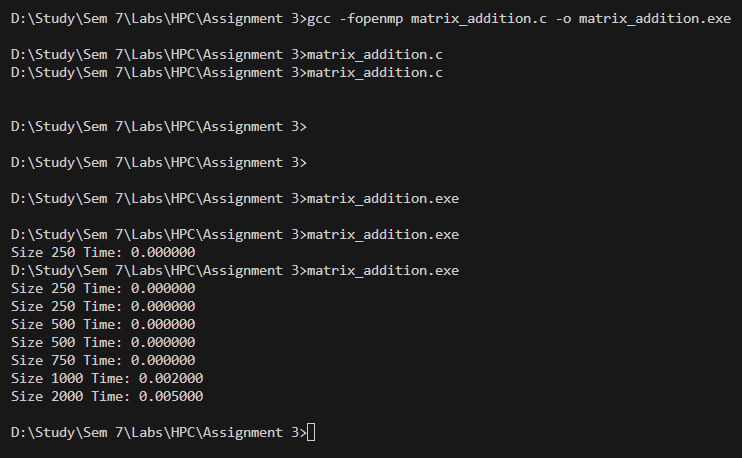 D:\Study\Sem 7\Labs\HPC\Assignment 3>gcc -fopenmp matrix_addition.c -o matrix_addition.exe
D:\Study\Sem 7\Labs\HPC\Assignment 3>matrix_addition.c
D:\Study\Sem 7\Labs\HPC\Assignment 3>matrix_addition.c
D:\Study\Sem 7\Labs\HPC\Assignment 3>
D:\Study\Sem 7\Labs\HPC\Assignment 3>
D:\Study\Sem 7\Labs\HPC\Assignment 3>matrix_addition.exe
D:\Study\Sem 7\Labs\HPC\Assignment 3>matrix_addition.exe
Size 250 Time: 0.000000
D:\Study\Sem 7\Labs\HPC\Assignment 3>matrix_addition.exe
Size 250 Time: 0.000000
Size 250 Time: 0.000000
Size 500 Time: 0.000000
Size 500 Time: 0.000000
Size 750 Time: 0.000000
Size 1000 Time: 0.002000
Size 2000 Time: 0.005000
D:\Study\Sem 7\Labs\HPC\Assignment 3>